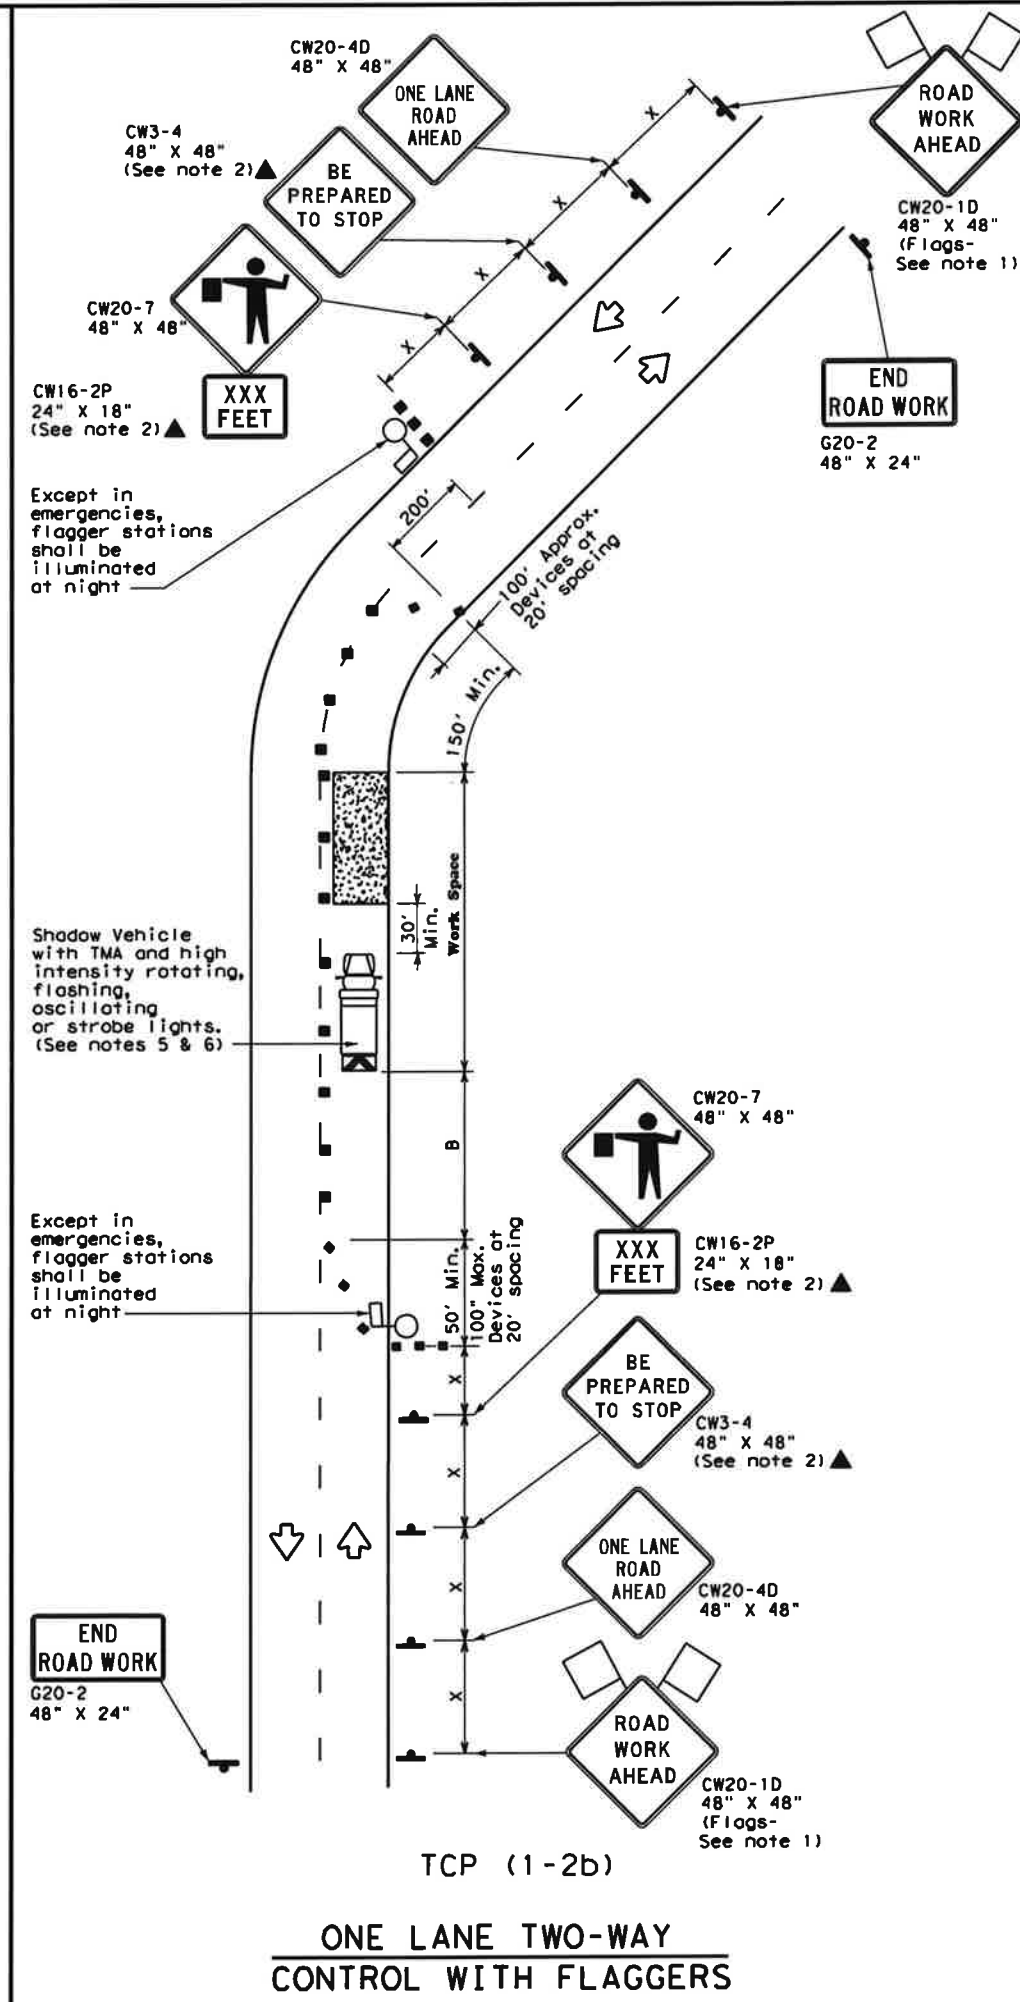 CW20-4D
48" X 48"
ONE LANE
ROAD
AHEAD
ROAD
WORK
AHEAD
CW20-1D
48" X 48"
(Flags-
See note 1)
CW3-4
48" X 48"
(See note 2)
BE
PREPARED
TO STOP
CW20-7
48" X 48"
CW16-2P
24" X 18"
(See note 2)
XXX
FEET
X
X
X
X
END
ROAD WORK
G20-2
48" X 24"
Except in
emergencies,
flagger stations
shall be
illuminated
at night
200'
100' Approx.
Devices at
20' spacing
150' Min.
Work Space
30'
Min.
Shadow Vehicle
with TMA and high
intensity rotating,
flashing,
oscillating
or strobe lights.
(See notes 5 & 6)
B
Except in
emergencies,
flagger stations
shall be
illuminated
at night
50' Min.
100" Max.
Devices at
20' spacing
CW20-7
48" X 48"
XXX
FEET
CW16-2P
24" X 18"
(See note 2)
X
BE
PREPARED
TO STOP
CW3-4
48" X 48"
(See note 2)
X
ONE LANE
ROAD
AHEAD
CW20-4D
48" X 48"
X
X
ROAD
WORK
AHEAD
CW20-1D
48" X 48"
(Flags-
See note 1)
END
ROAD WORK
G20-2
48" X 24"
TCP (1-2b)
ONE LANE TWO-WAY
CONTROL WITH FLAGGERS